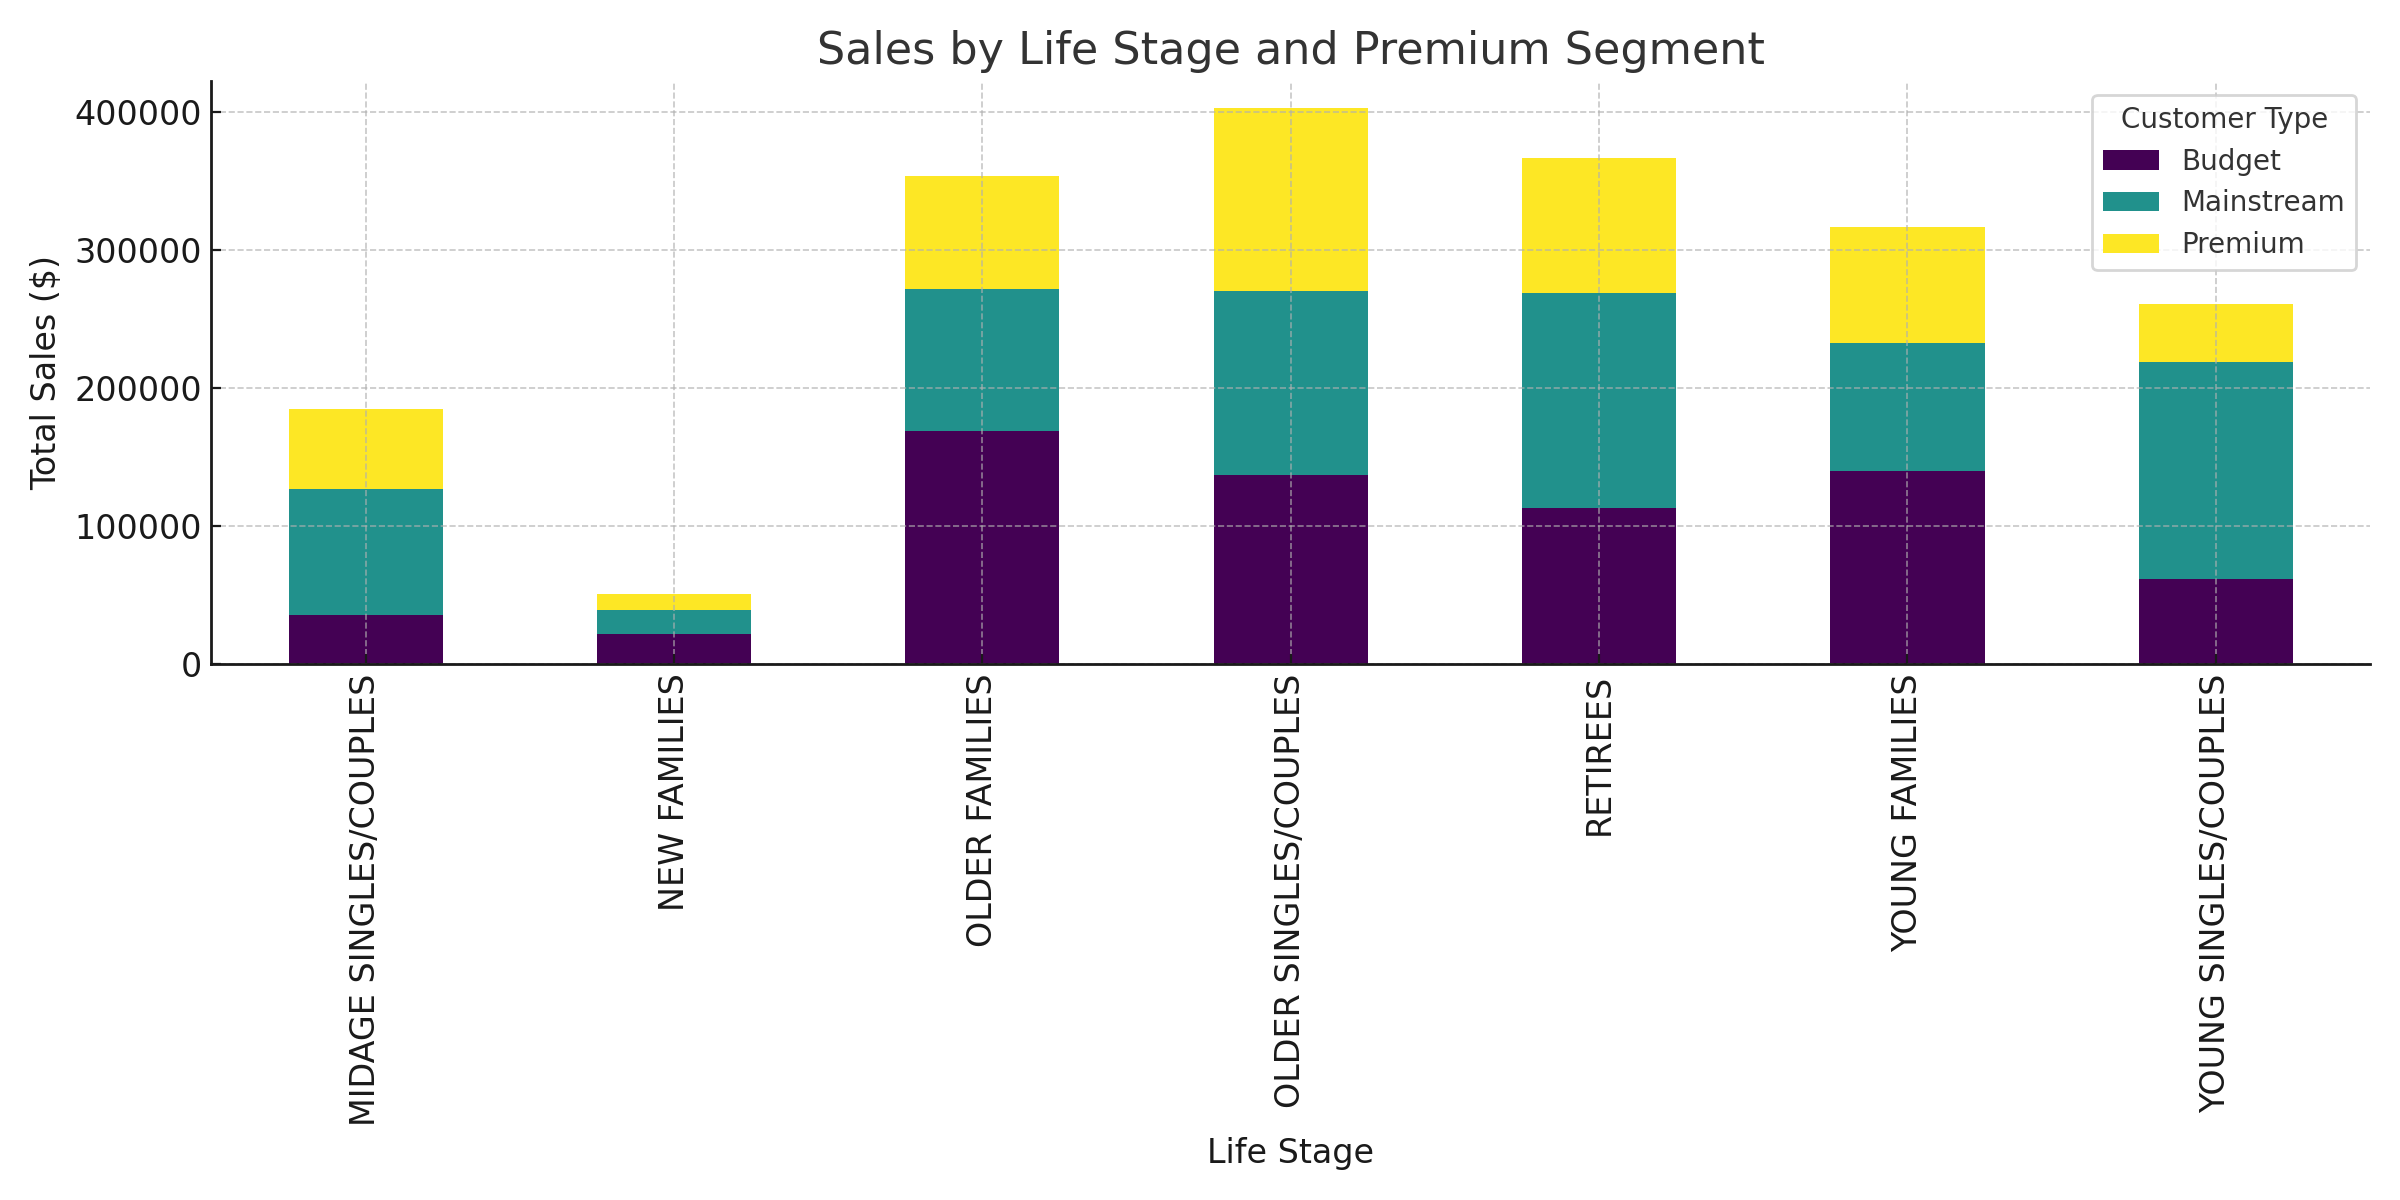 Sales by Life Stage and Premium Segment
Total Sales ($)
400000
300000
200000
100000
0
Customer Type
Budget
Mainstream
Premium
MIDAGE SINGLES/COUPLES
NEW FAMILIES
OLDER FAMILIES
OLDER SINGLES/COUPLES
RETIREES
YOUNG FAMILIES
YOUNG SINGLES/COUPLES
Life Stage